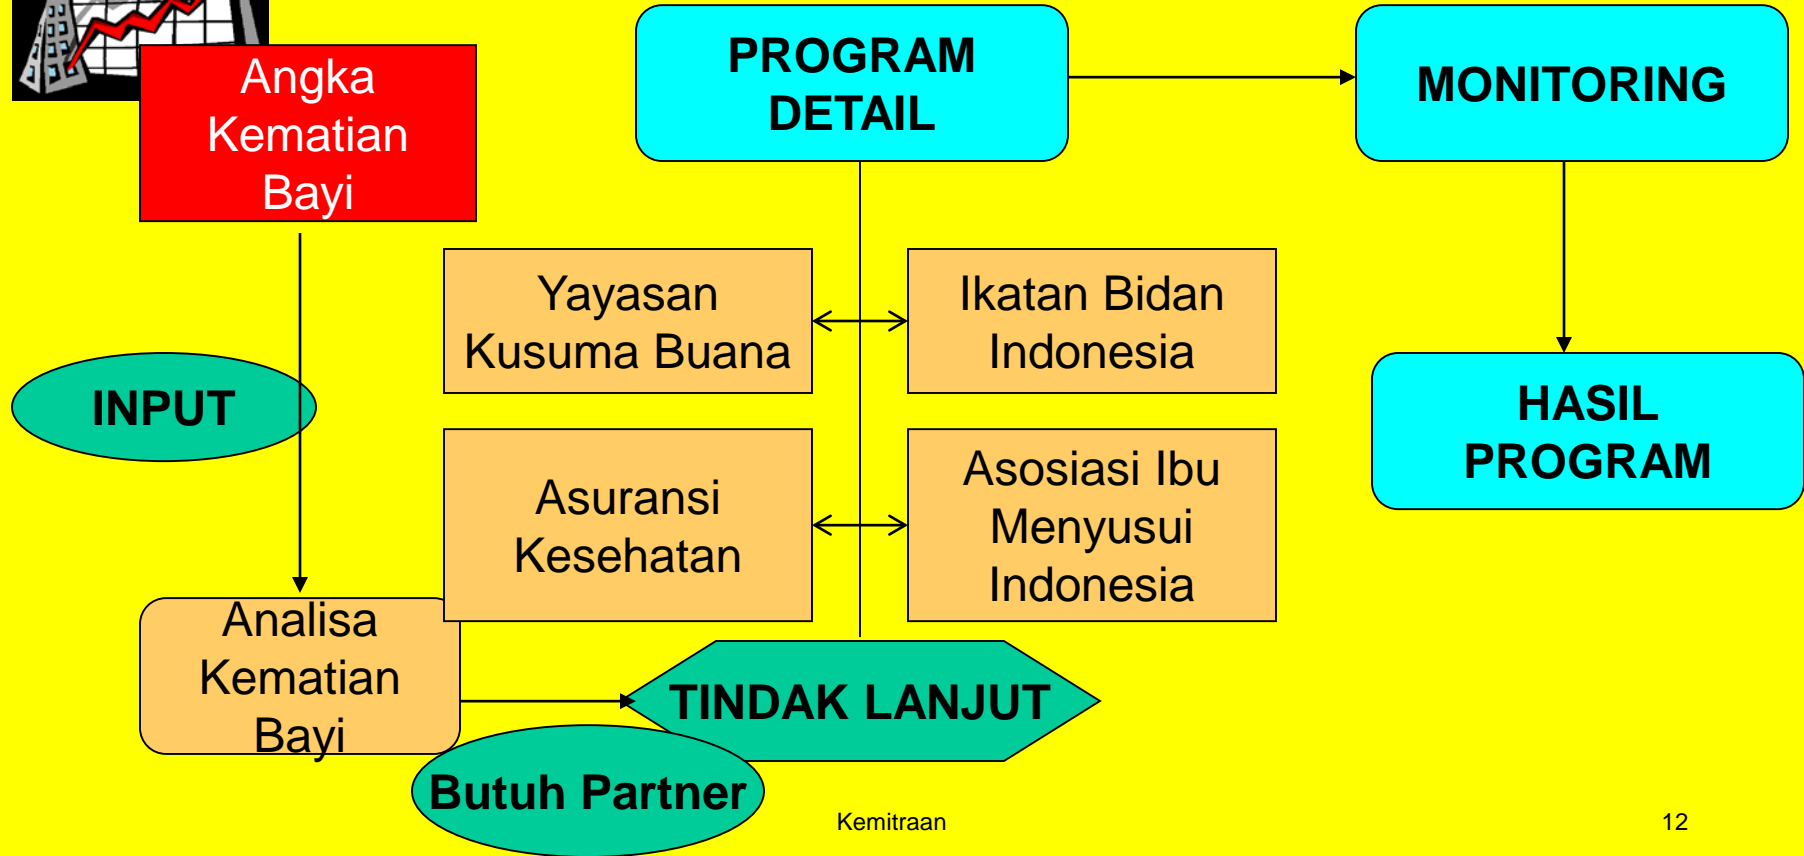 Angka
Kematian
Bayi
PROGRAM
DETAIL
MONITORING
Yayasan
Kusuma Buana
Ikatan Bidan
Indonesia
INPUT
HASIL
PROGRAM
Asuransi
Kesehatan
Asosiasi Ibu
Menyusui
Indonesia
Analisa
Kematian
Bayi
TINDAK LANJUT
Butuh Partner
Kemitraan
12